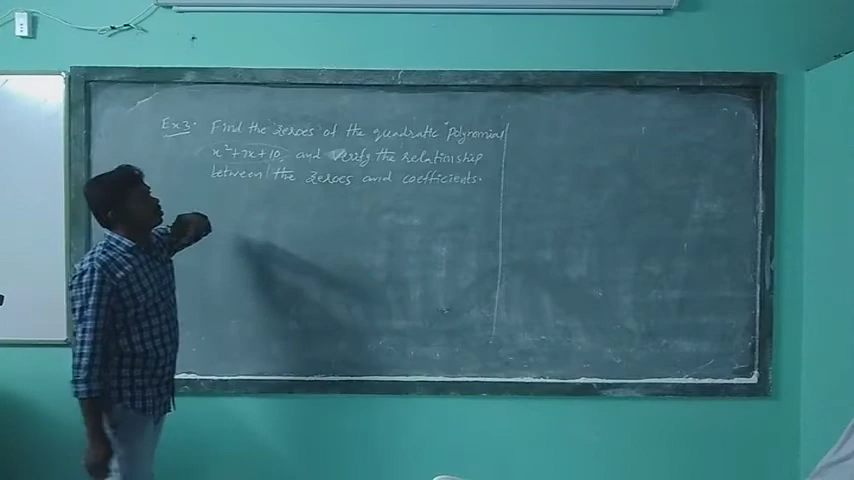 Ex3. Find the zeroes of the quadratic polynomial
x²+7x+10, and verify the relationship
between the zeroes and coefficients.